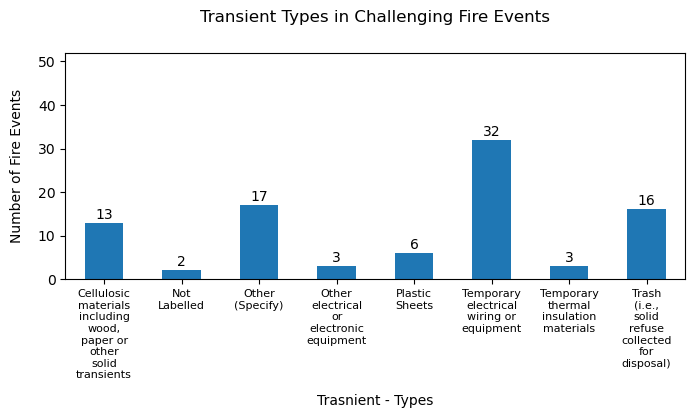 Transient Types in Challenging Fire Events
Number of Fire Events
50
40
30
20
10
0
13
2
17
3
6
32
3
16
Cellulosic
materials
including
wood,
paper or
other
solid
transients
Not
Labelled
Other
(Specify)
Other
electrical
or
electronic
equipment
Plastic
Sheets
Temporary
electrical
wiring or
equipment
Temporary
thermal
insulation
materials
Trash
(i.e.,
solid
refuse
collected
for
disposal)
Trasnient - Types